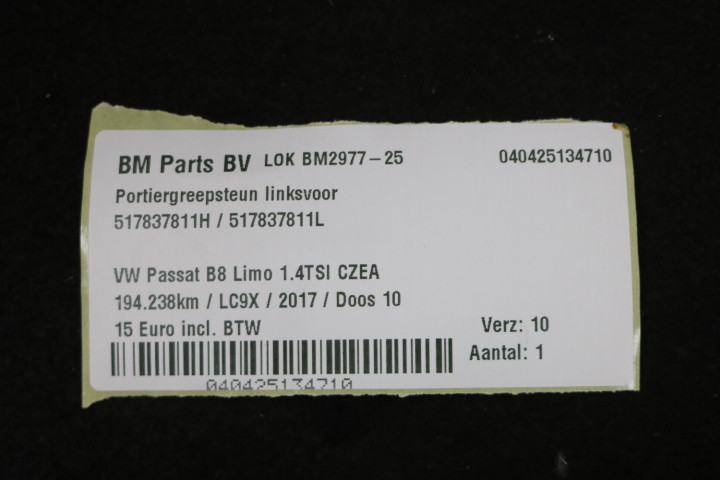 BM Parts BV LOK BM2977-25 040425134710
Portiergreepsteun linksvoor
517837811H / 517837811L
VW Passat B8 Limo 1.4TSI CZEA
194.238km / LC9X / 2017 / Doos 10
15 Euro incl. BTW Verz: 10
Aantal: 1
040425134710